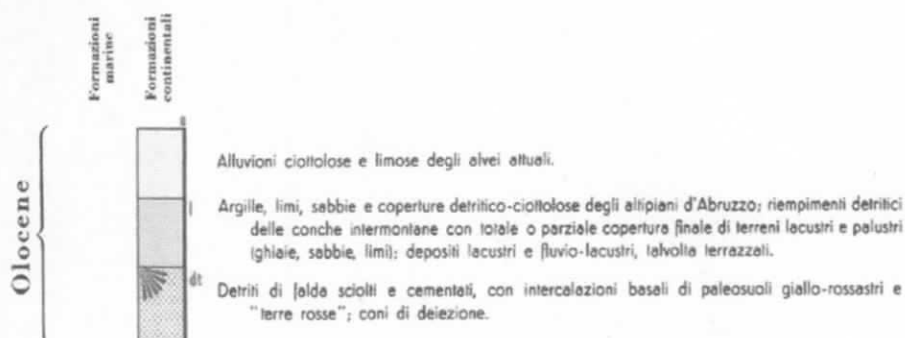 Formazioni
marine
Formazioni
continentali
Olocene
a
Alluvioni ciottolose e limose degli alvei attuali.
l
Argille, limi, sabbie e coperture detritico-ciottolose degli altipiani d'Abruzzo; riempimenti detritici
delle conche intermontane con totale o parziale copertura finale di terreni lacustri e palustri
(ghiaie, sabbie, limi); depositi lacustri e fluvio-lacustri, talvolta terrazzati.
dt
Detriti di falda sciolti e cementati, con intercalazioni basali di paleosuoli giallo-rossastri e
"terre rosse"; coni di deiezione.